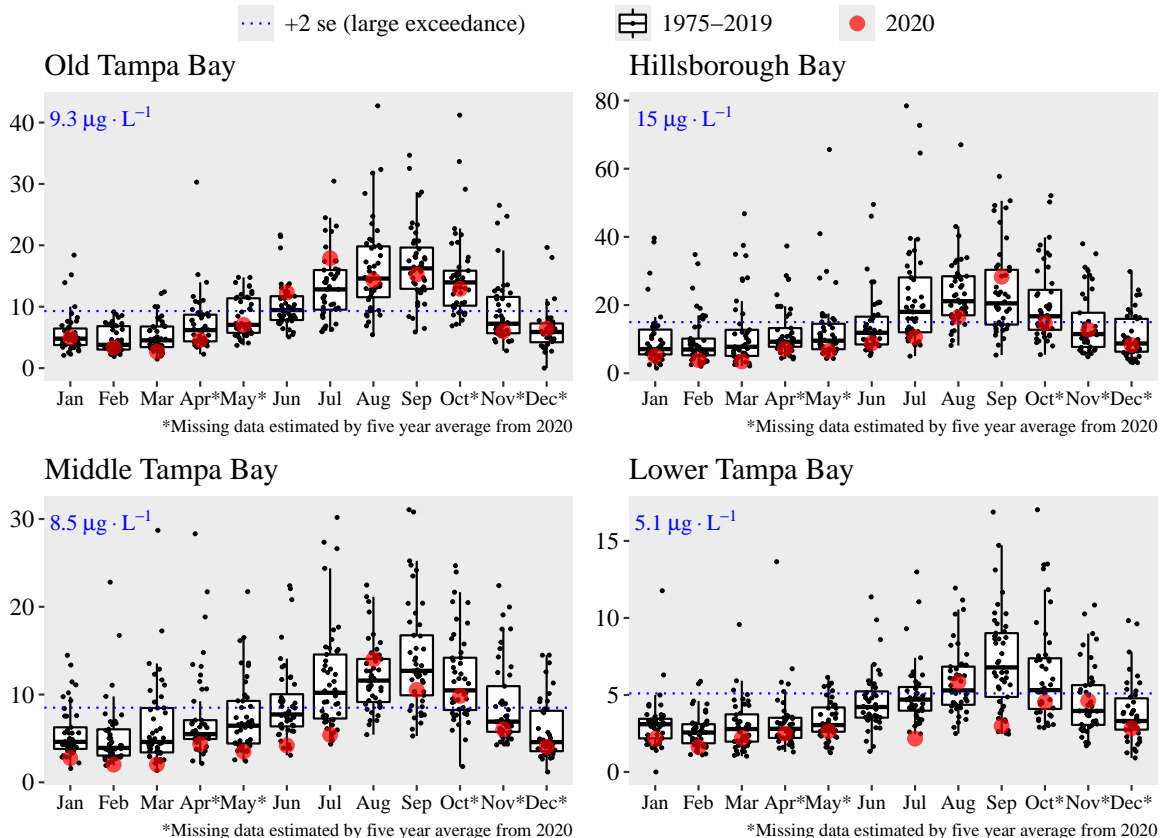 +2 se (large exceedance) 1975–2019 2020
Old Tampa Bay
9.3 μg · L⁻¹
40
30
20
10
0
Jan Feb Mar Apr* May* Jun Jul Aug Sep Oct* Nov* Dec*
*Missing data estimated by five year average from 2020
Hillsborough Bay
15 μg · L⁻¹
80
60
40
20
0
Jan Feb Mar Apr* May* Jun Jul Aug Sep Oct* Nov* Dec*
*Missing data estimated by five year average from 2020
Middle Tampa Bay
8.5 μg · L⁻¹
30
20
10
0
Jan Feb Mar Apr* May* Jun Jul Aug Sep Oct* Nov* Dec*
*Missing data estimated by five year average from 2020
Lower Tampa Bay
5.1 μg · L⁻¹
15
10
5
0
Jan Feb Mar Apr* May* Jun Jul Aug Sep Oct* Nov* Dec*
*Missing data estimated by five year average from 2020